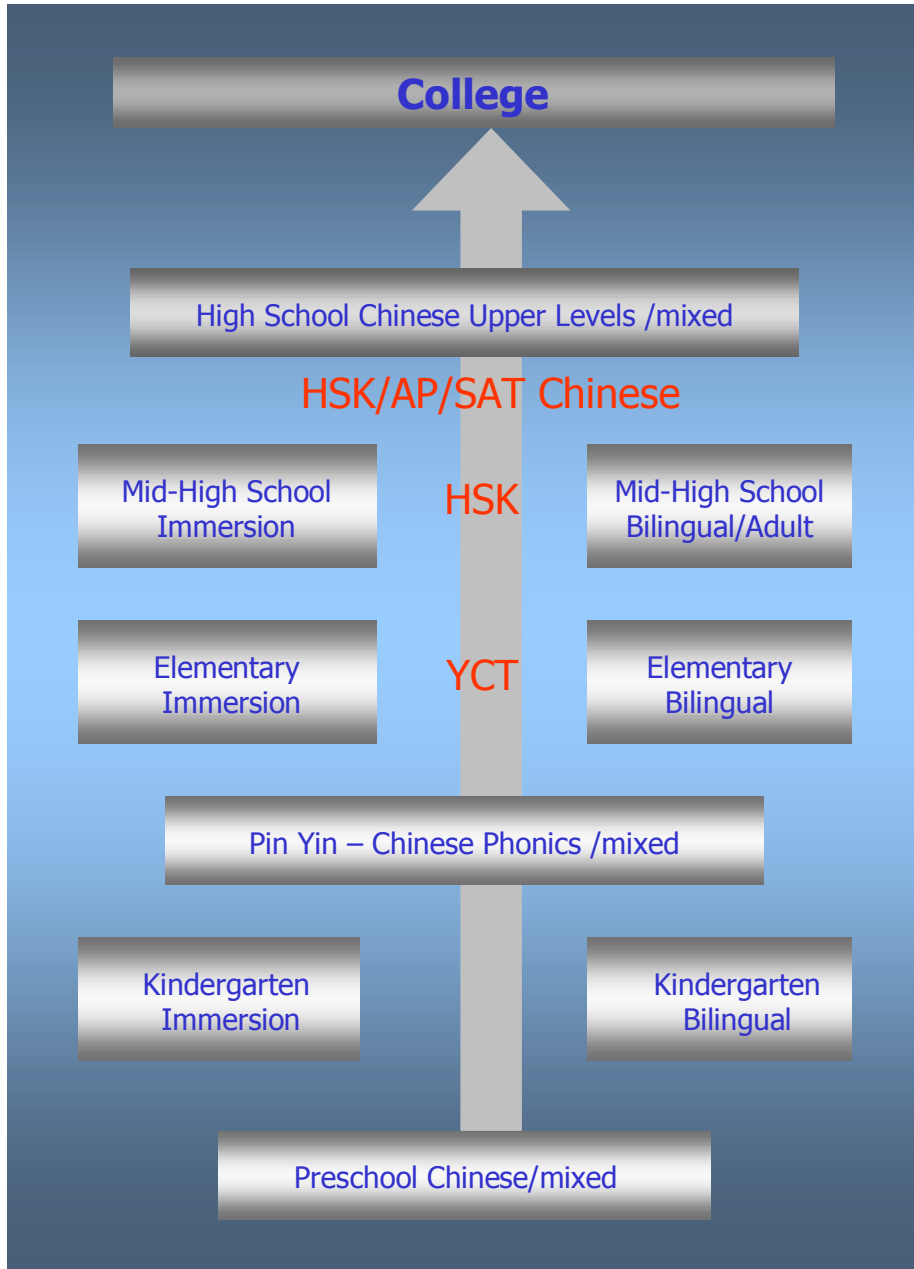 College
High School Chinese Upper Levels /mixed
HSK/AP/SAT Chinese
Mid-High School
Immersion
HSK
Mid-High School
Bilingual/Adult
Elementary
Immersion
YCT
Elementary
Bilingual
Pin Yin – Chinese Phonics /mixed
Kindergarten
Immersion
Kindergarten
Bilingual
Preschool Chinese/mixed